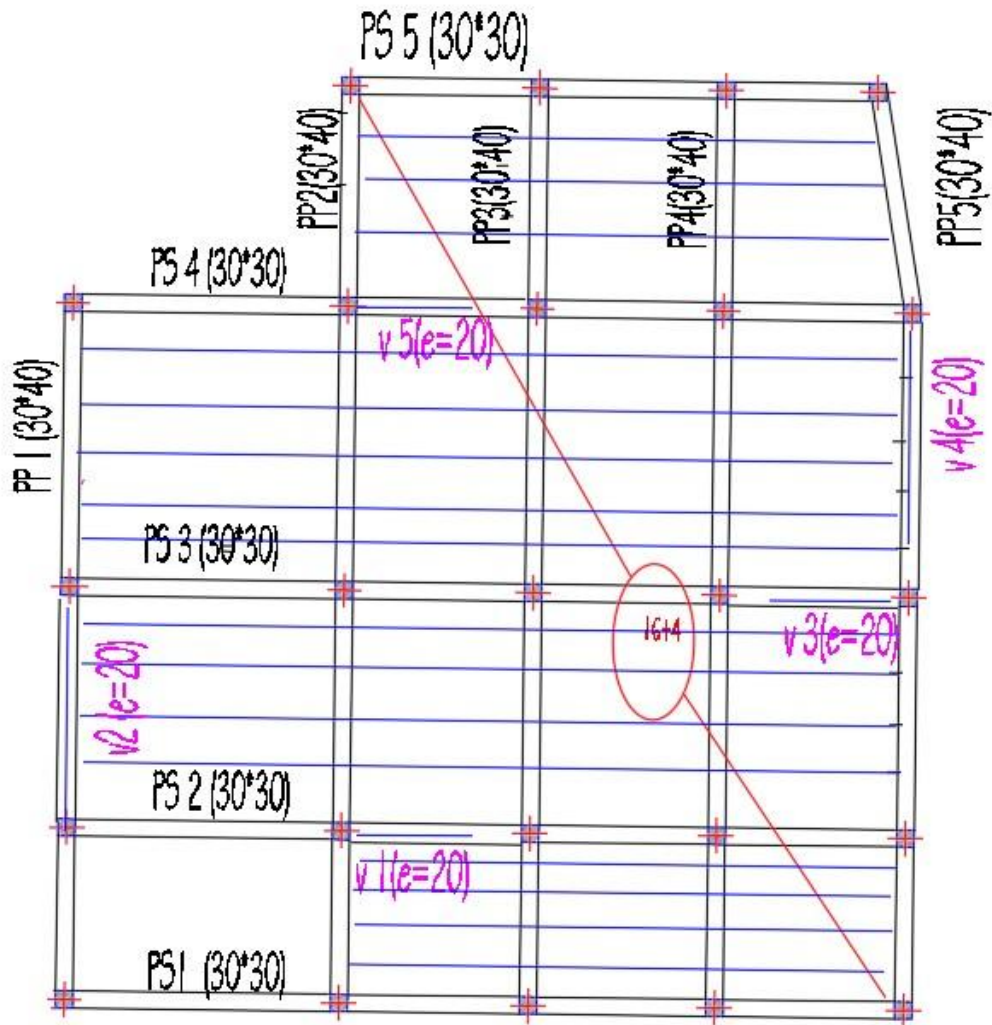 PS 5 (30*30)
PP2(30*40)
PP3(30*40)
PP4(30*40)
PP5(30*40)
PS 4 (30*30)
v 5(e=20)
v 4(e=20)
PP 1 (30*40)
PS 3 (30*30)
16+4
v 3(e=20)
v2 (e=20)
PS 2 (30*30)
v 1(e=20)
PS1 (30*30)